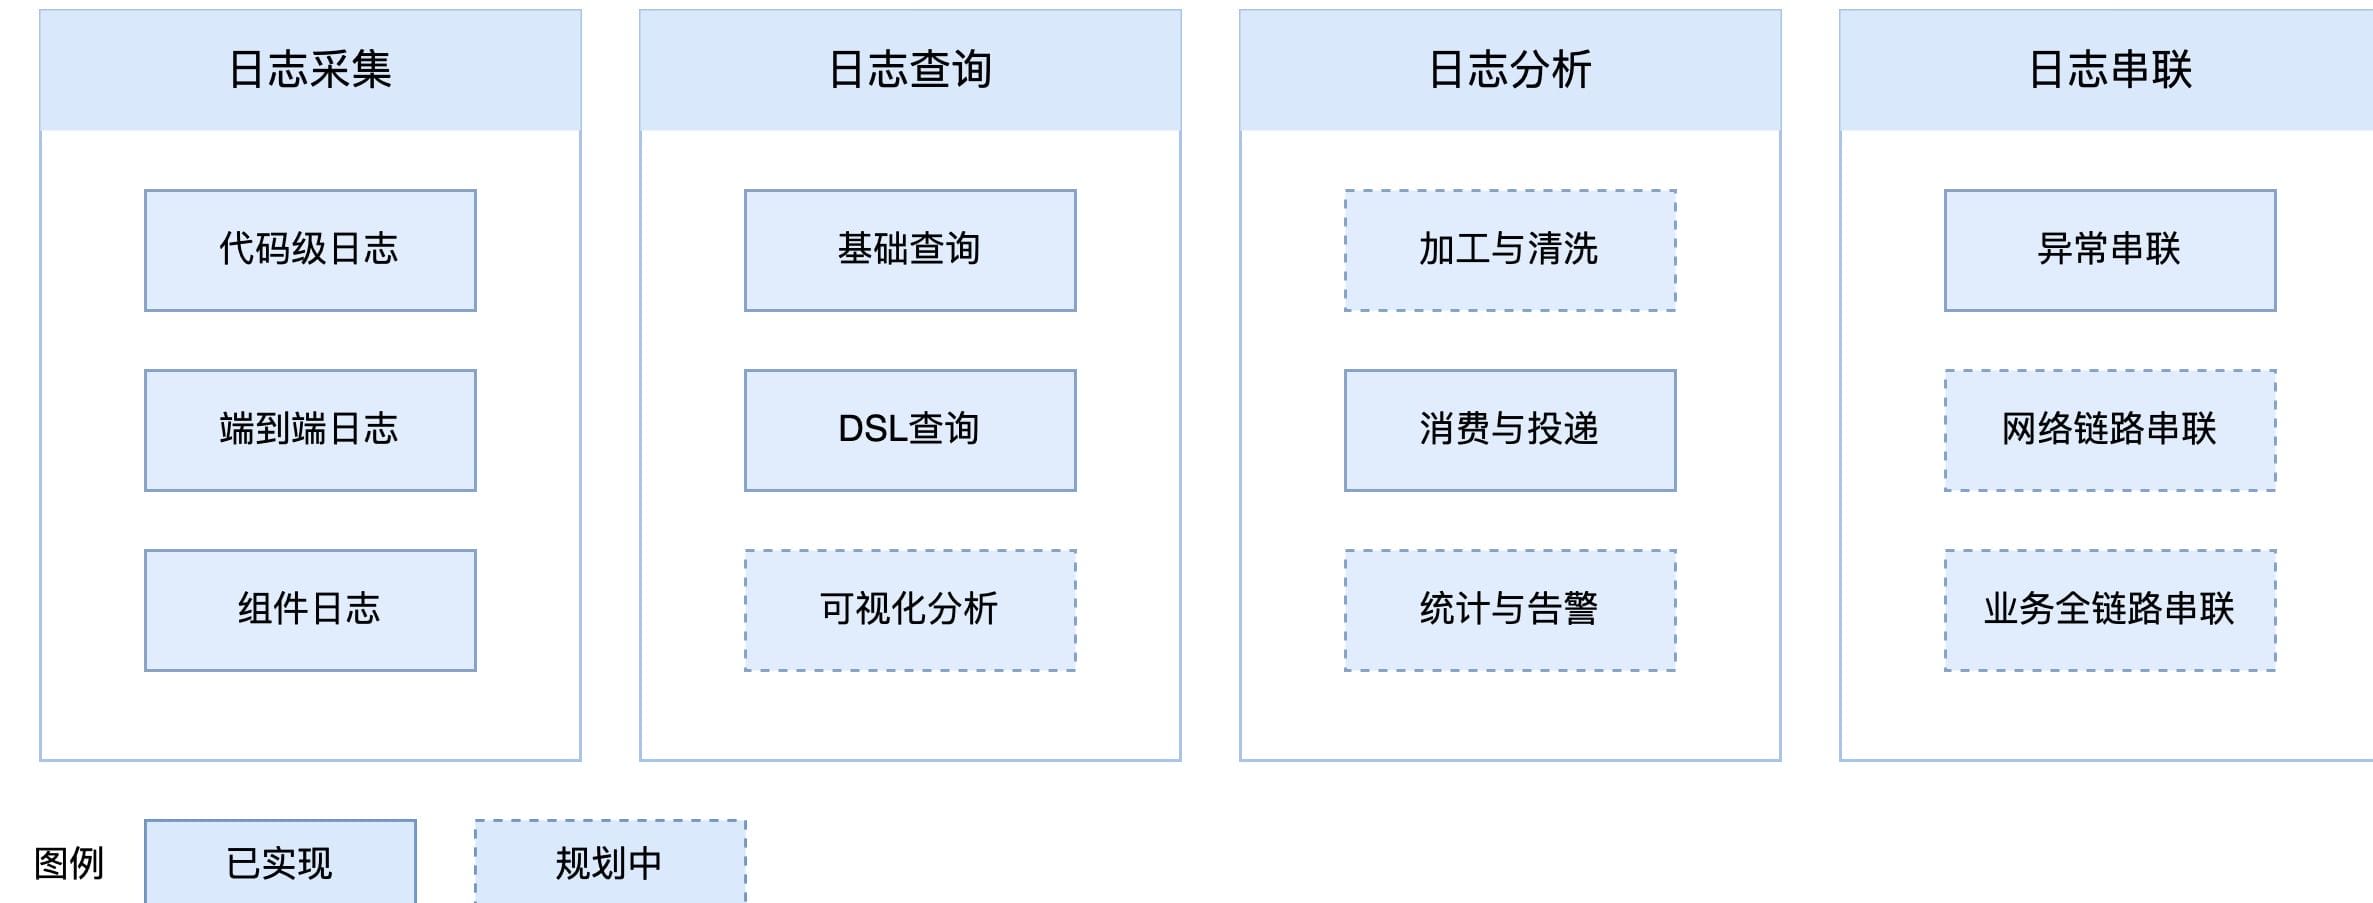 日志采集
代码级日志
端到端日志
组件日志
日志查询
基础查询
DSL查询
可视化分析
日志分析
加工与清洗
消费与投递
统计与告警
日志串联
异常串联
网络链路串联
业务全链路串联
图例
已实现
规划中